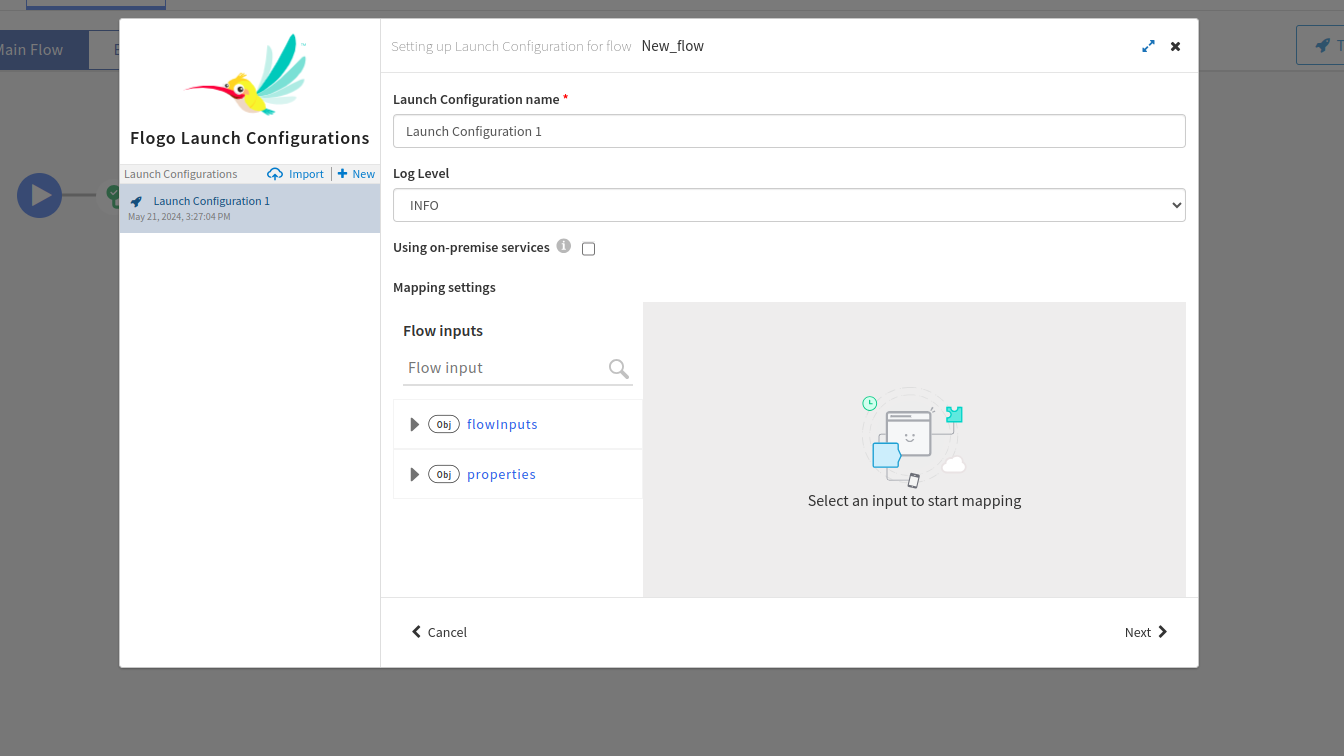 Main Flow
Setting up Launch Configuration for flow New_flow
Flogo Launch Configurations
Launch Configurations Import New
Launch Configuration 1
May 21, 2024, 3:27:04 PM
Launch Configuration name *
Launch Configuration 1
Log Level
INFO
Using on-premise services
Mapping settings
Flow inputs
Flow input
Obj flowInputs
Obj properties
Select an input to start mapping
Cancel
Next